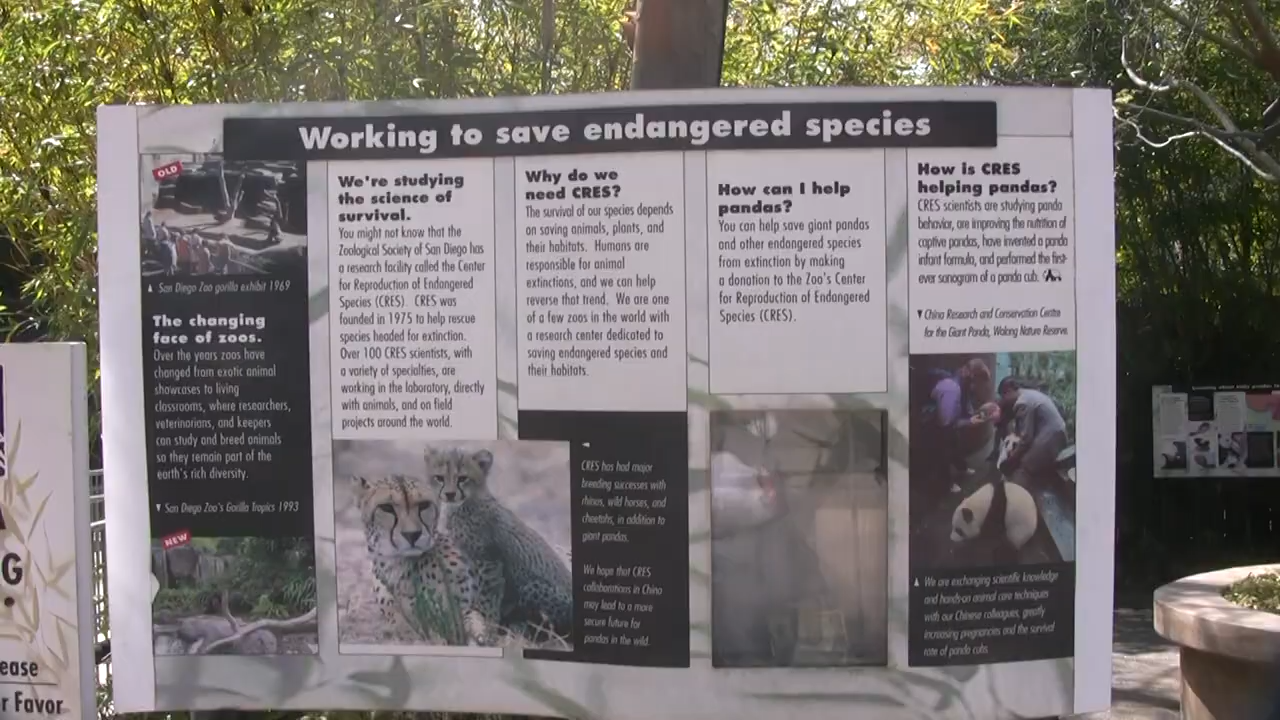 Working to save endangered species
OLD
▲ San Diego Zoo gorilla exhibit 1969
The changing
face of zoos.
Over the years zoos have
changed from exotic animal
showcases to living
classrooms, where researchers,
veterinarians, and keepers
can study and breed animals
so they remain part of the
earth's rich diversity.
▼ San Diego Zoo's Gorilla Tropics 1993
NEW
We're studying
the science of
survival.
You might not know that the
Zoological Society of San Diego has
a research facility called the Center
for Reproduction of Endangered
Species (CRES). CRES was
founded in 1975 to help rescue
species headed for extinction.
Over 100 CRES scientists, with
a variety of specialties, are
working in the laboratory, directly
with animals, and on field
projects around the world.
Why do we
need CRES?
The survival of our species depends
on saving animals, plants, and
their habitats. Humans are
responsible for animal
extinctions, and we can help
reverse that trend. We are one
of a few zoos in the world with
a research center dedicated to
saving endangered species and
their habitats.
◄
CRES has had major
breeding successes with
rhinos, wild horses, and
cheetahs, in addition to
giant pandas.
We hope that CRES
collaborations in China
may lead to a more
secure future for
pandas in the wild.
How can I help
pandas?
You can help save giant pandas
and other endangered species
from extinction by making
a donation to the Zoo's Center
for Reproduction of Endangered
Species (CRES).
How is CRES
helping pandas?
CRES scientists are studying panda
behavior, are improving the nutrition of
captive pandas, have invented a panda
infant formula, and performed the first-
ever sonogram of a panda cub.
▼ China Research and Conservation Centre
for the Giant Panda, Wolong Nature Reserve.
▲ We are exchanging scientific knowledge
and hands-on animal care techniques
with our Chinese colleagues, greatly
increasing pregnancies and the survival
rate of panda cubs.
S
G
ease
r Favor